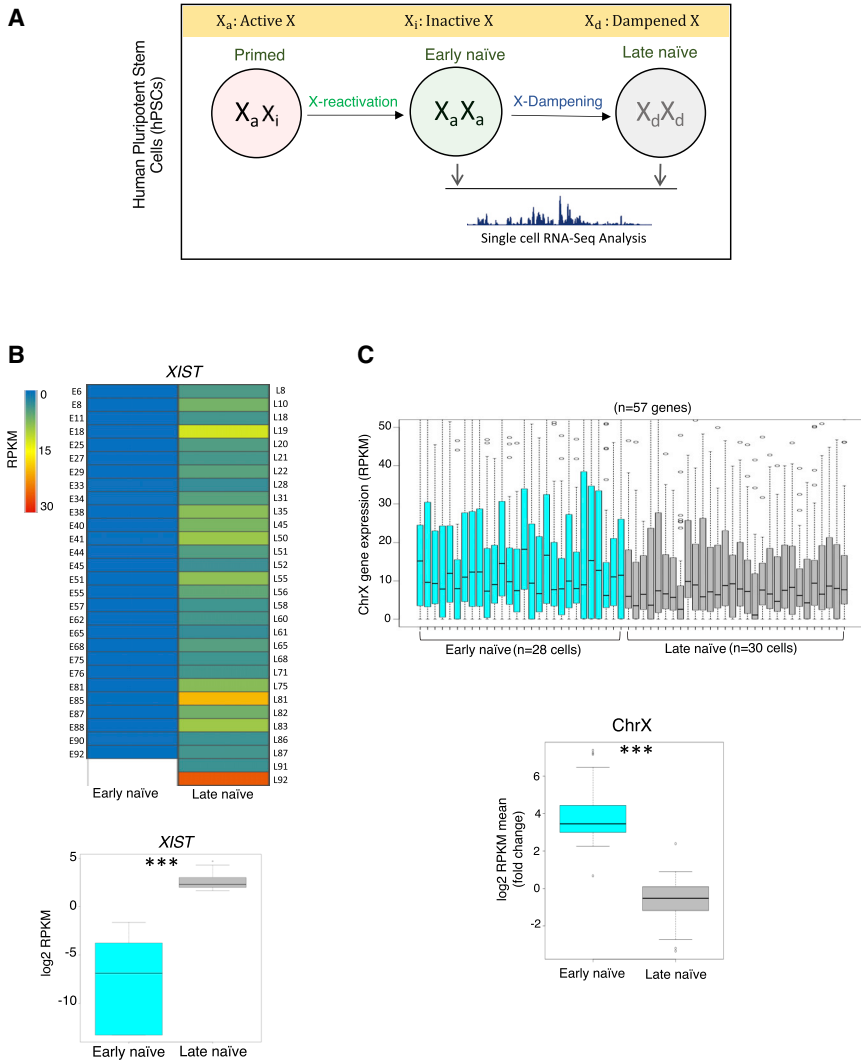 A
Xa: Active X
Xi: Inactive X
Xd : Dampened X
Human Pluripotent Stem
Cells (hPSCs)
Primed
Early naïve
Late naïve
XaXi
X-reactivation
XaXa
X-Dampening
XdXd
Single cell RNA-Seq Analysis
B
XIST
RPKM
0
15
30
E6 L8
E8 L10
E11 L18
E18 L19
E25 L20
E27 L21
E29 L22
E33 L28
E34 L31
E38 L35
E40 L45
E41 L50
E44 L51
E45 L52
E51 L55
E55 L56
E57 L58
E62 L60
E65 L61
E68 L65
E75 L68
E76 L71
E81 L75
E85 L81
E87 L82
E88 L83
E90 L86
E92 L87
L91
L92
Early naïve
Late naïve
XIST
***
log2 RPKM
5
0
-5
-10
Early naïve
Late naïve
C
(n=57 genes)
ChrX gene expression (RPKM)
50
40
30
20
10
0
Early naïve (n=28 cells)
Late naïve (n=30 cells)
ChrX
***
log2 RPKM mean
(fold change)
6
4
2
0
-2
Early naïve
Late naïve